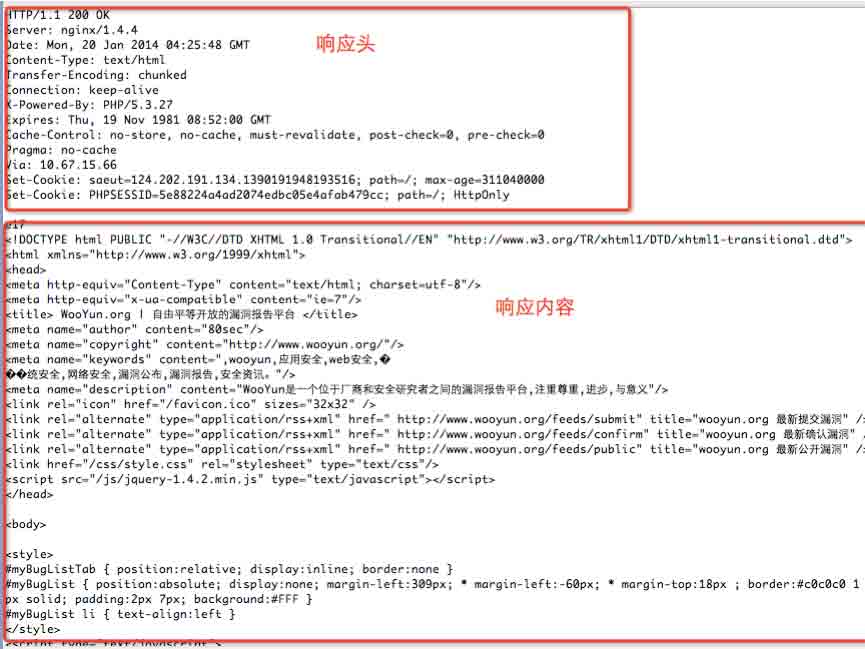 HTTP/1.1 200 OK
Server: nginx/1.4.4
Date: Mon, 20 Jan 2014 04:25:48 GMT
响应头
Content-Type: text/html
Transfer-Encoding: chunked
Connection: keep-alive
X-Powered-By: PHP/5.3.27
Expires: Thu, 19 Nov 1981 08:52:00 GMT
Cache-Control: no-store, no-cache, must-revalidate, post-check=0, pre-check=0
Pragma: no-cache
Via: 10.67.15.66
Set-Cookie: saeut=124.202.191.134.1390191948193516; path=/; max-age=311040000
Set-Cookie: PHPSESSID=5e88224a4ad2074edbc05e4afab479cc; path=/; HttpOnly
<!DOCTYPE html PUBLIC "-//W3C//DTD XHTML 1.0 Transitional//EN" "http://www.w3.org/TR/xhtml1/DTD/xhtml1-transitional.dtd">
<html xmlns="http://www.w3.org/1999/xhtml">
<head>
<meta http-equiv="Content-Type" content="text/html; charset=utf-8"/>
<meta http-equiv="x-ua-compatible" content="ie=7"/>
响应内容
<title> WooYun.org | 自由平等开放的漏洞报告平台 </title>
<meta name="author" content="80sec"/>
<meta name="copyright" content="http://www.wooyun.org/"/>
<meta name="keywords" content=",wooyun,应用安全,web安全,�
��统安全,网络安全,漏洞公布,漏洞报告,安全资讯。"/>
<meta name="description" content="WooYun是一个位于厂商和安全研究者之间的漏洞报告平台,注重尊重,进步,与意义"/>
<link rel="icon" href="/favicon.ico" sizes="32x32" />
<link rel="alternate" type="application/rss+xml" href=" http://www.wooyun.org/feeds/submit" title="wooyun.org 最新提交漏洞" />
<link rel="alternate" type="application/rss+xml" href=" http://www.wooyun.org/feeds/confirm" title="wooyun.org 最新确认漏洞" /
<link rel="alternate" type="application/rss+xml" href=" http://www.wooyun.org/feeds/public" title="wooyun.org 最新公开漏洞" />
<link href="/css/style.css" rel="stylesheet" type="text/css"/>
<script src="/js/jquery-1.4.2.min.js" type="text/javascript"></script>
</head>
<body>
<style>
#myBugListTab { position:relative; display:inline; border:none }
#myBugList { position:absolute; display:none; margin-left:309px; * margin-left:-60px; * margin-top:18px ; border:#c0c0c0 1
px solid; padding:2px 7px; background:#FFF }
#myBugList li { text-align:left }
</style>
<script type="text/javascript">